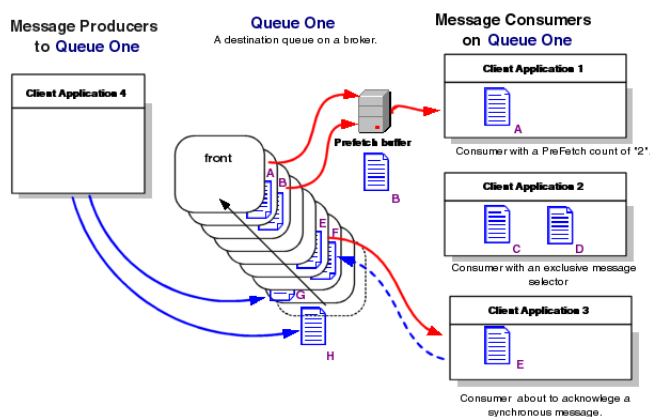 Message Producers
to Queue One
Queue One
A destination queue on a broker.
Message Consumers
on Queue One
Client Application 4
Client Application 1
A
Consumer with a PreFetch count of "2".
Prefetch buffer
B
front
A
B
E
F
G
H
Client Application 2
C
D
Consumer with an exclusive message
selector
Client Application 3
E
Consumer about to acknowlege a
synchronous message.